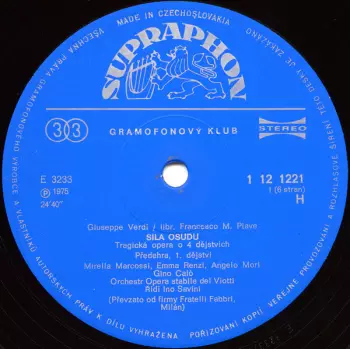 MADE IN CZECHOSLOVAKIA
SUPRAPHON
33
GRAMOFONOVÝ KLUB
STEREO
E 3233
℗ 1975
24'40"
1 12 1221
1 (6 stran)
H
Giuseppe Verdi / libr. Francesco M. Piave
SÍLA OSUDU
Tragická opera o 4 dějstvích
Předehra, 1. dějství
Mirella Marcossi, Emma Renzi, Angelo Mori
Gino Calò
Orchestr Opera stabile del Viotti
Řídí Ino Savini
(Převzato od firmy Fratelli Fabbri,
Milán)
VŠECHNA PRÁVA GRAMOFONOVÉHO VÝROBCE A VLASTNÍKŮ AUTORSKÝCH PRÁV K DÍLU VYHRAŽENA. POŘIZOVÁNÍ KOPIÍ, VEŘEJNÉ PROVOZOVÁNÍ A ROZHLASOVÉ ŠÍŘENÍ TÉTO DESKY JE ZAKÁZÁNO